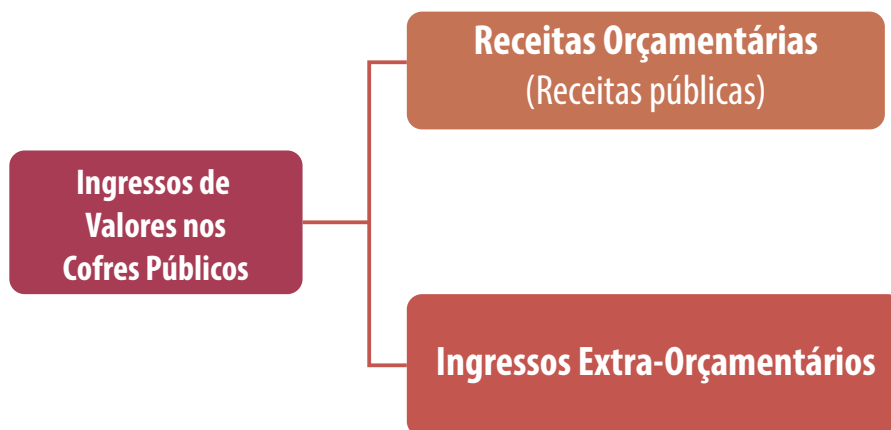 Receitas Orçamentárias
(Receitas públicas)
Ingressos de
Valores nos
Cofres Públicos
Ingressos Extra-Orçamentários